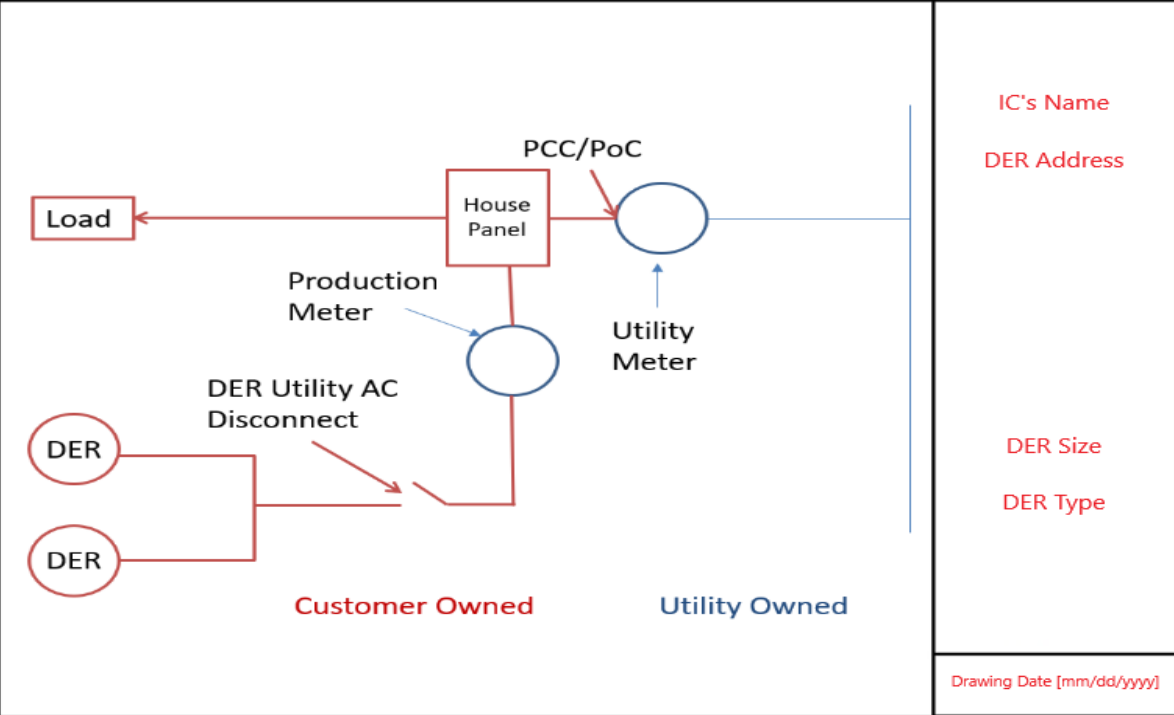 PCC/PoC
House
Panel
Load
Production
Meter
Utility
Meter
DER Utility AC
Disconnect
DER
DER
Customer Owned
Utility Owned
IC's Name
DER Address
DER Size
DER Type
Drawing Date [mm/dd/yyyy]